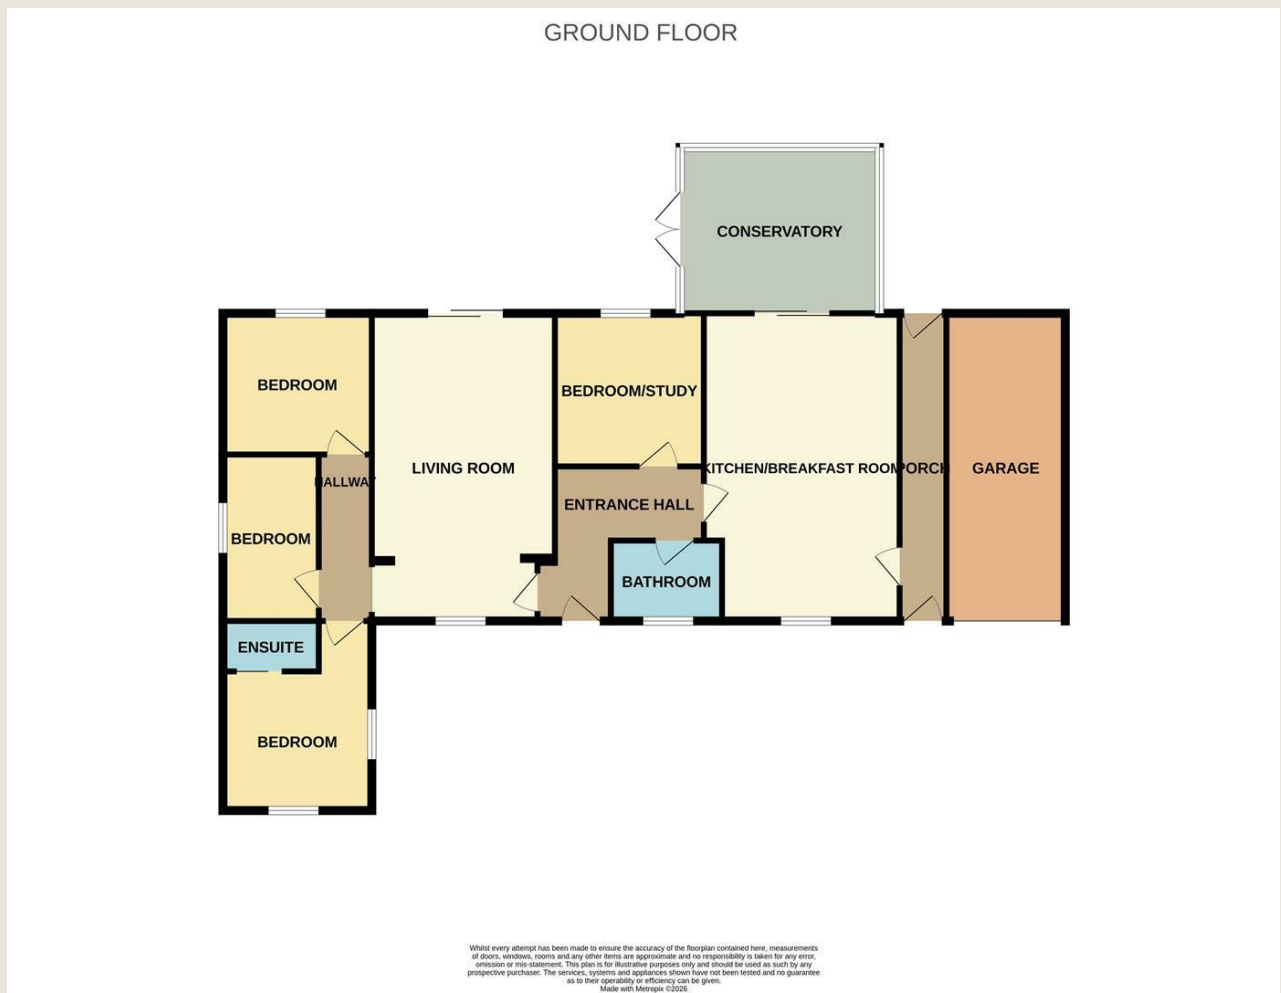 GROUND FLOOR
CONSERVATORY
BEDROOM
BEDROOM/STUDY
LIVING ROOM
KITCHEN/BREAKFAST ROOM
PORCH
GARAGE
HALLWAY
ENTRANCE HALL
BEDROOM
BATHROOM
ENSUITE
BEDROOM
Whilst every attempt has been made to ensure the accuracy of the floorplan contained here, measurements
of doors, windows, rooms and any other items are approximate and no responsibility is taken for any error,
omission or mis-statement. This plan is for illustrative purposes only and should be used as such by any
prospective purchaser. The services, systems and appliances shown have not been tested and no guarantee
as to their operability or efficiency can be given.
Made with Metropix ©2026